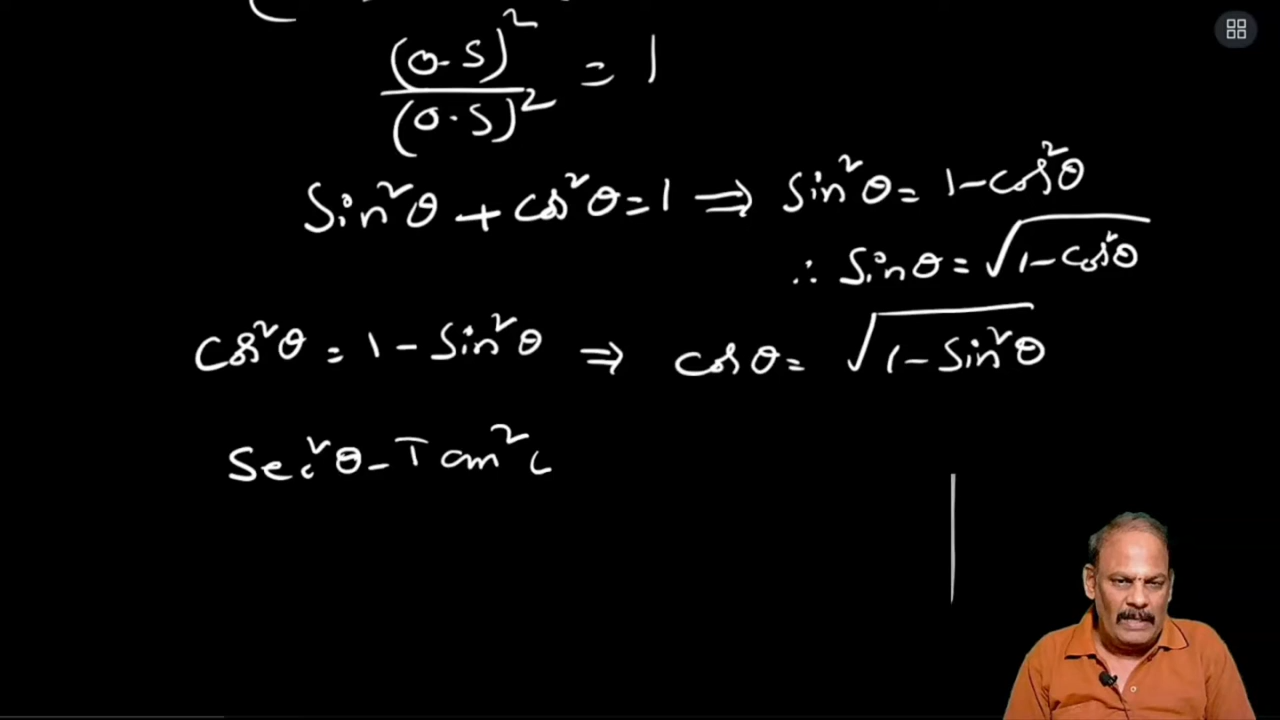 (0.5)²
/(0.5)² = 1
Sin²θ + Cos²θ = 1 ⇒ Sin²θ = 1 - Cos²θ
∴ Sinθ = √1 - Cos²θ
Cos²θ = 1 - Sin²θ ⇒ Cosθ = √1 - Sin²θ
Sec²θ - Tan²